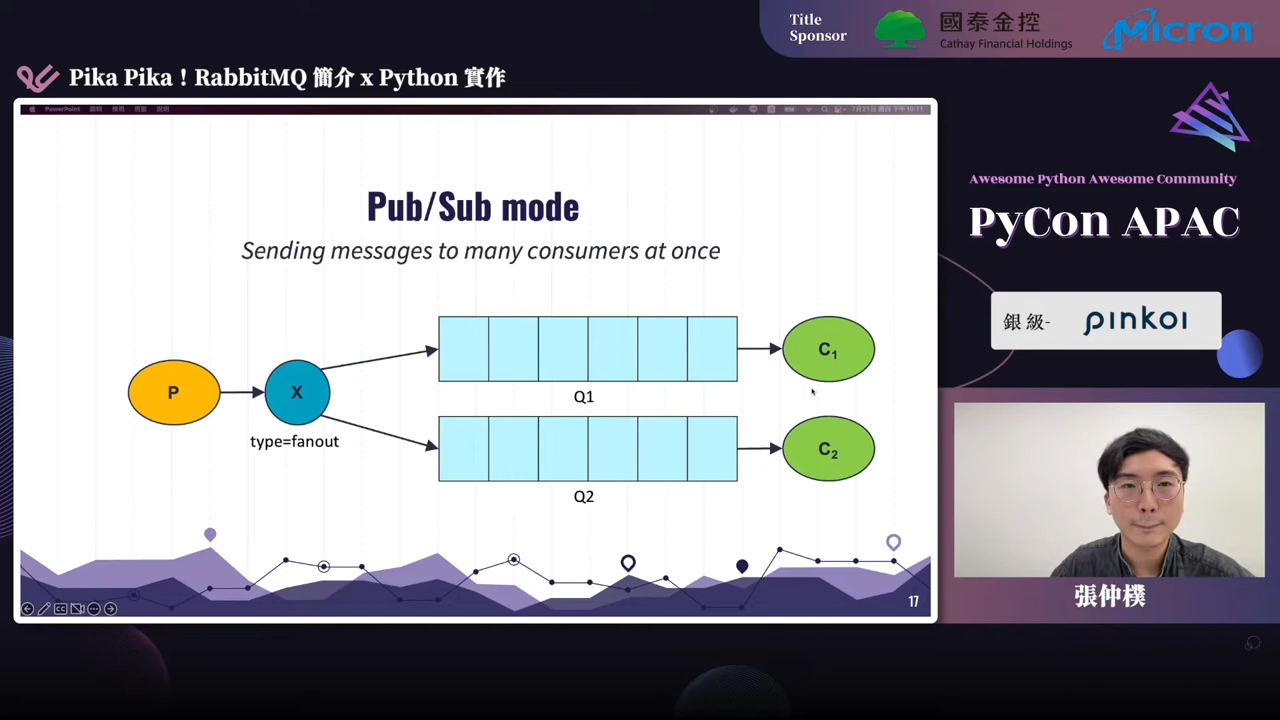 Title
Sponsor
國泰金控
Cathay Financial Holdings
Micron
Pika Pika！RabbitMQ 簡介 x Python 實作
PowerPoint
Pub/Sub mode
Sending messages to many consumers at once
P
X
type=fanout
Q1
C1
Q2
C2
17
CC
Awesome Python Awesome Community
PyCon APAC
銀級-
pinkoi
張仲樸